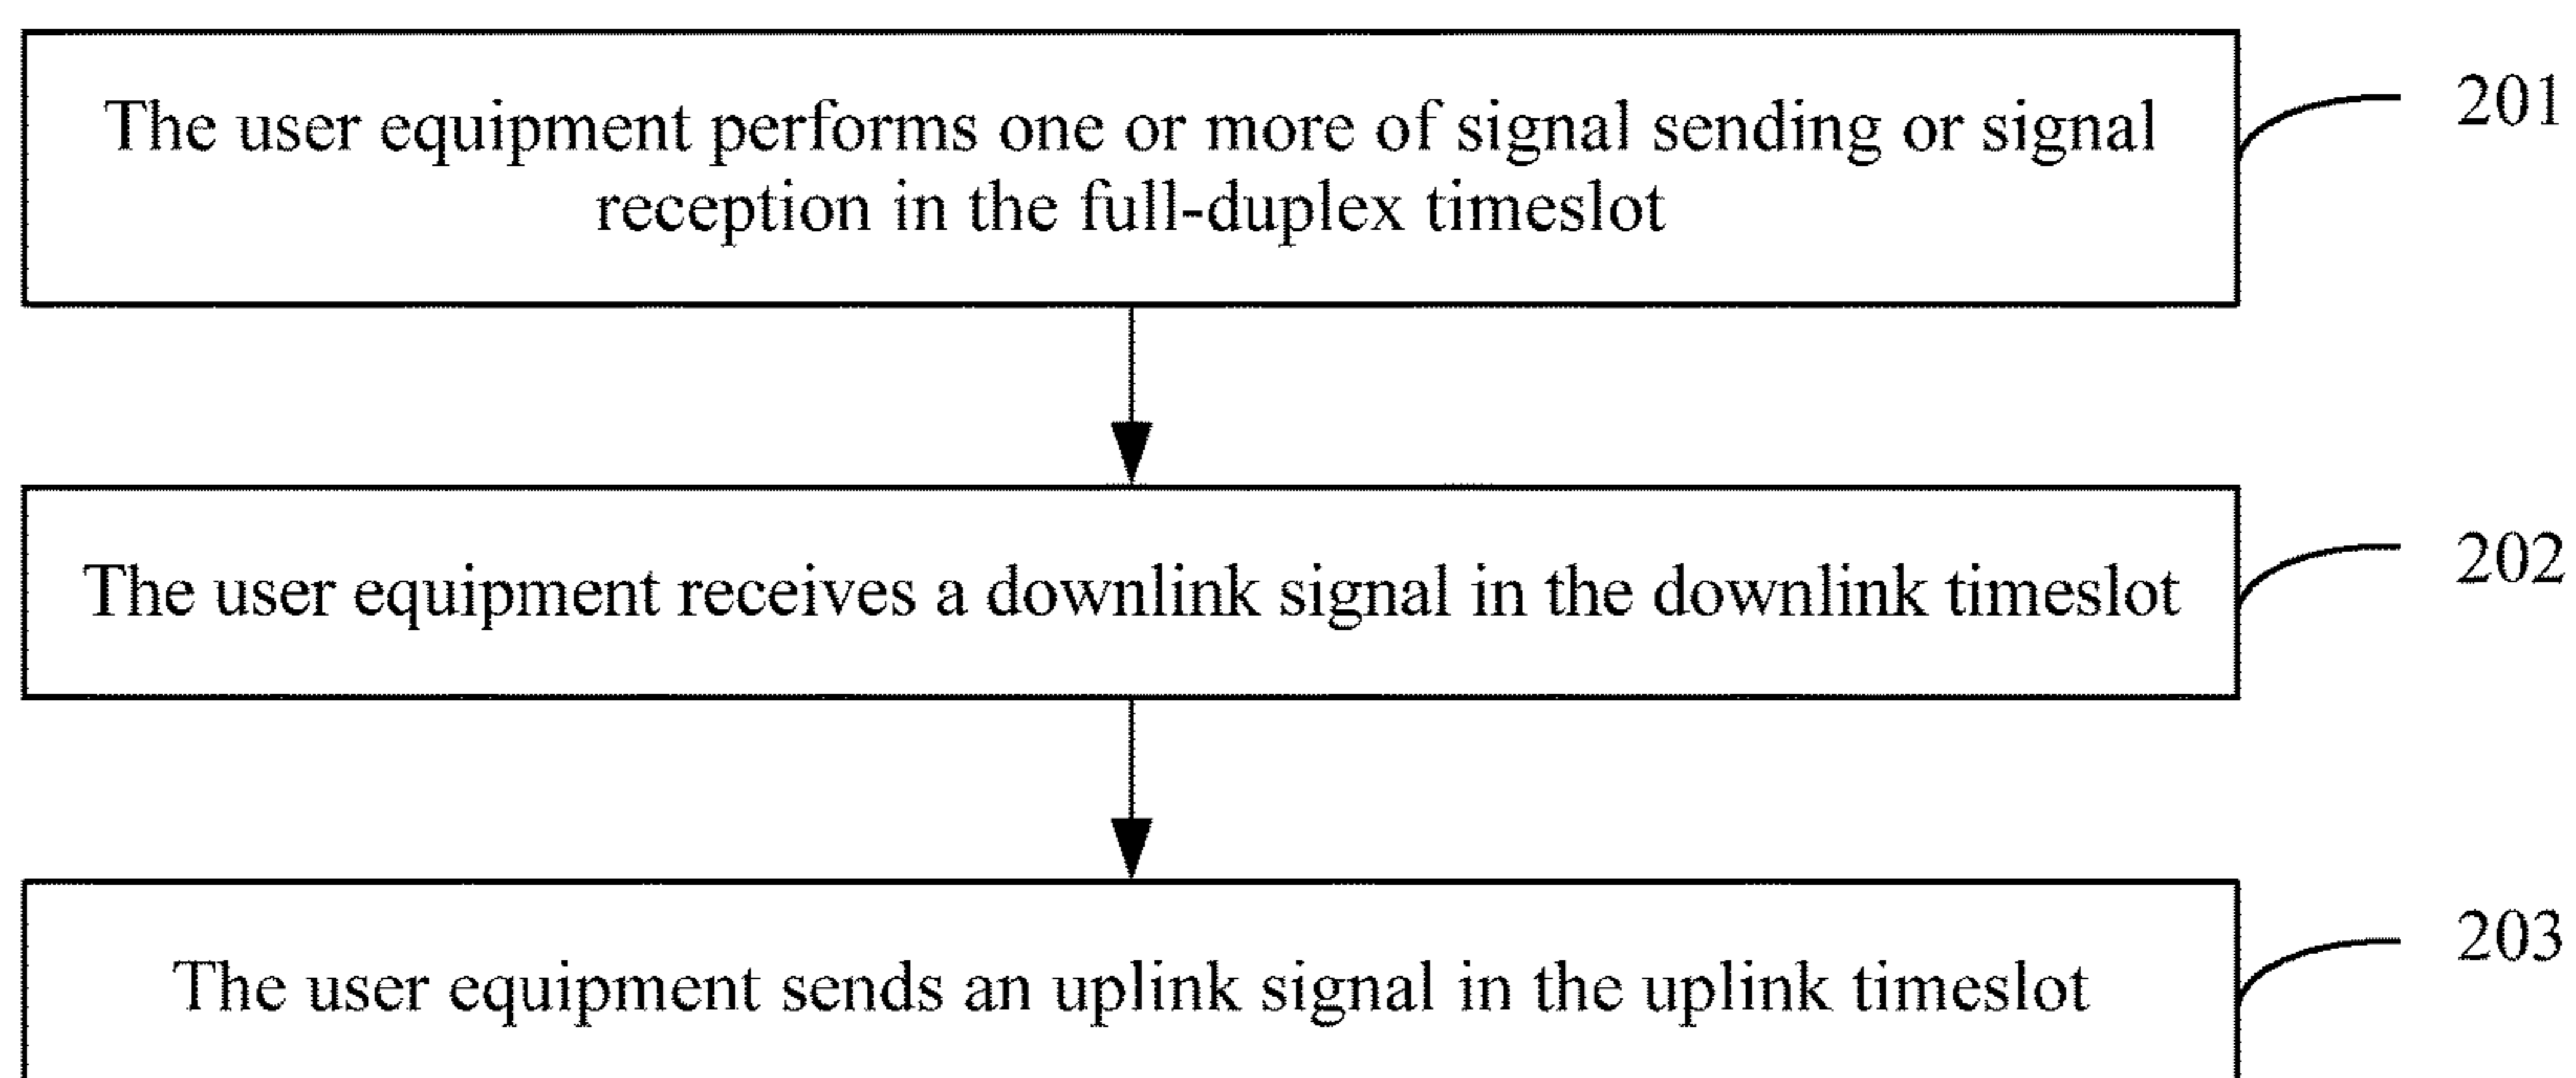 The user equipment performs one or more of signal sending or signal
reception in the full-duplex timeslot
201
The user equipment receives a downlink signal in the downlink timeslot
202
The user equipment sends an uplink signal in the uplink timeslot
203